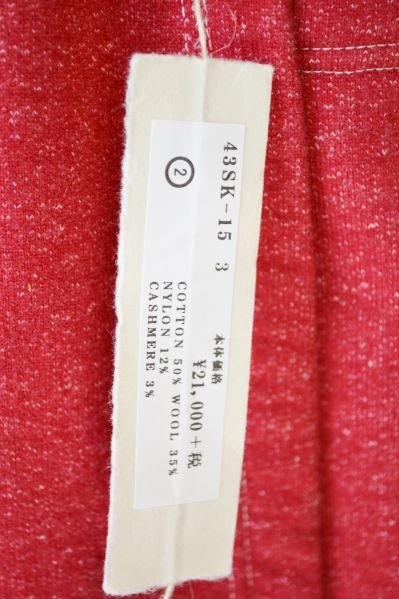 43SK-15 3
②
本体価格
¥21,000+税
COTTON 50% WOOL 35%
NYLON 12%
CASHMERE 3%